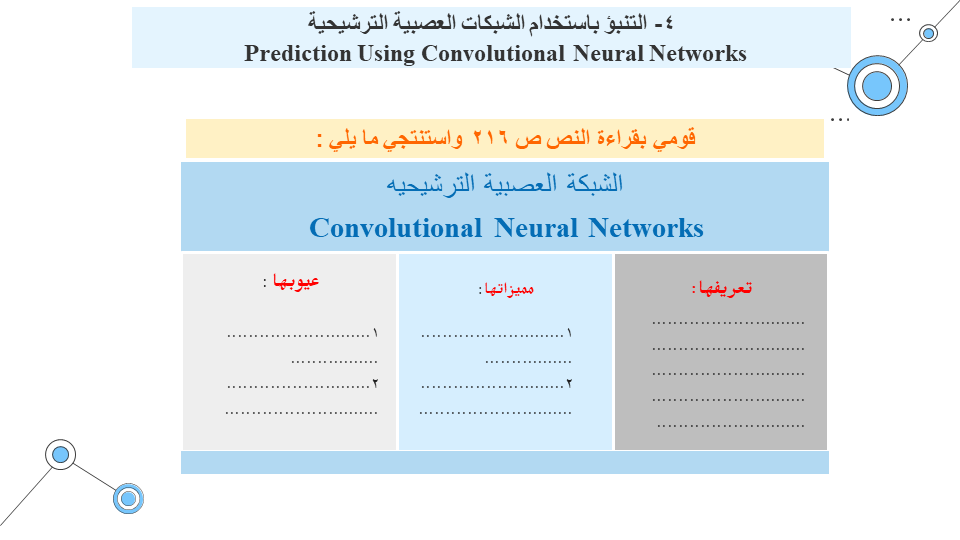 ٤- التنبؤ باستخدام الشبكات العصبية الترشيحية
Prediction Using Convolutional Neural Networks
قومي بقراءة النص ص ٢١٦ واستنتجي ما يلي :
الشبكة العصبية الترشيحيه
Convolutional Neural Networks
تعريفها:
............................
............................
............................
............................
...........................
مميزاتها:
١...........................
................
٢...........................
............................
عيوبها :
١...........................
................
٢...........................
............................